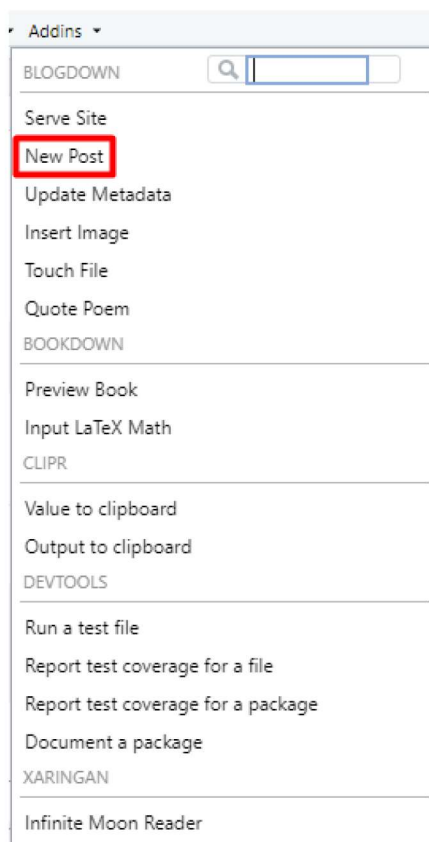 Addins
BLOGDOWN
Serve Site
New Post
Update Metadata
Insert Image
Touch File
Quote Poem
BOOKDOWN
Preview Book
Input LaTeX Math
CLIPR
Value to clipboard
Output to clipboard
DEVTOOLS
Run a test file
Report test coverage for a file
Report test coverage for a package
Document a package
XARINGAN
Infinite Moon Reader